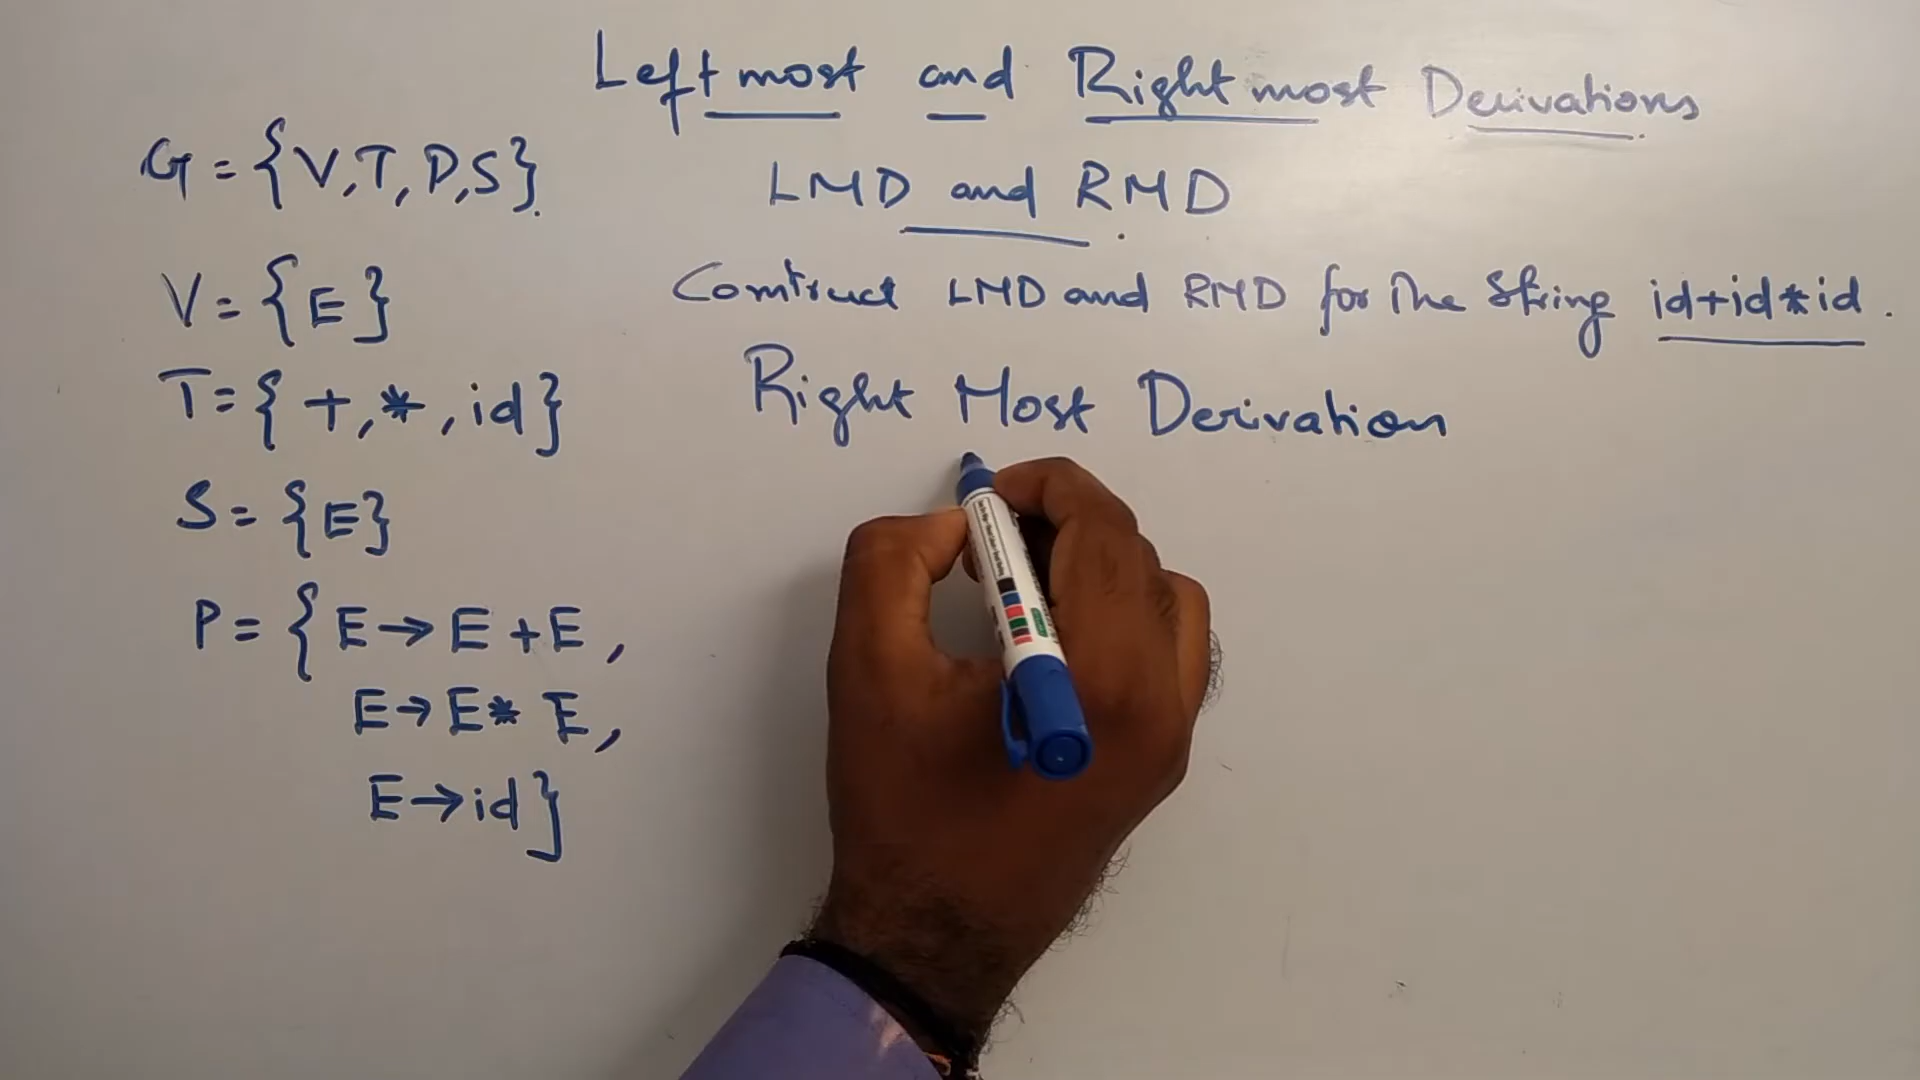 Leftmost and Rightmost Derivations
LMD and RMD
Construct LMD and RMD for the string id+id*id.
Right Most Derivation
G = {V,T,P,S}.
V = {E}
T = {+,*,id}
S = {E}
P = {E→E+E,
E→E*E,
E→id}